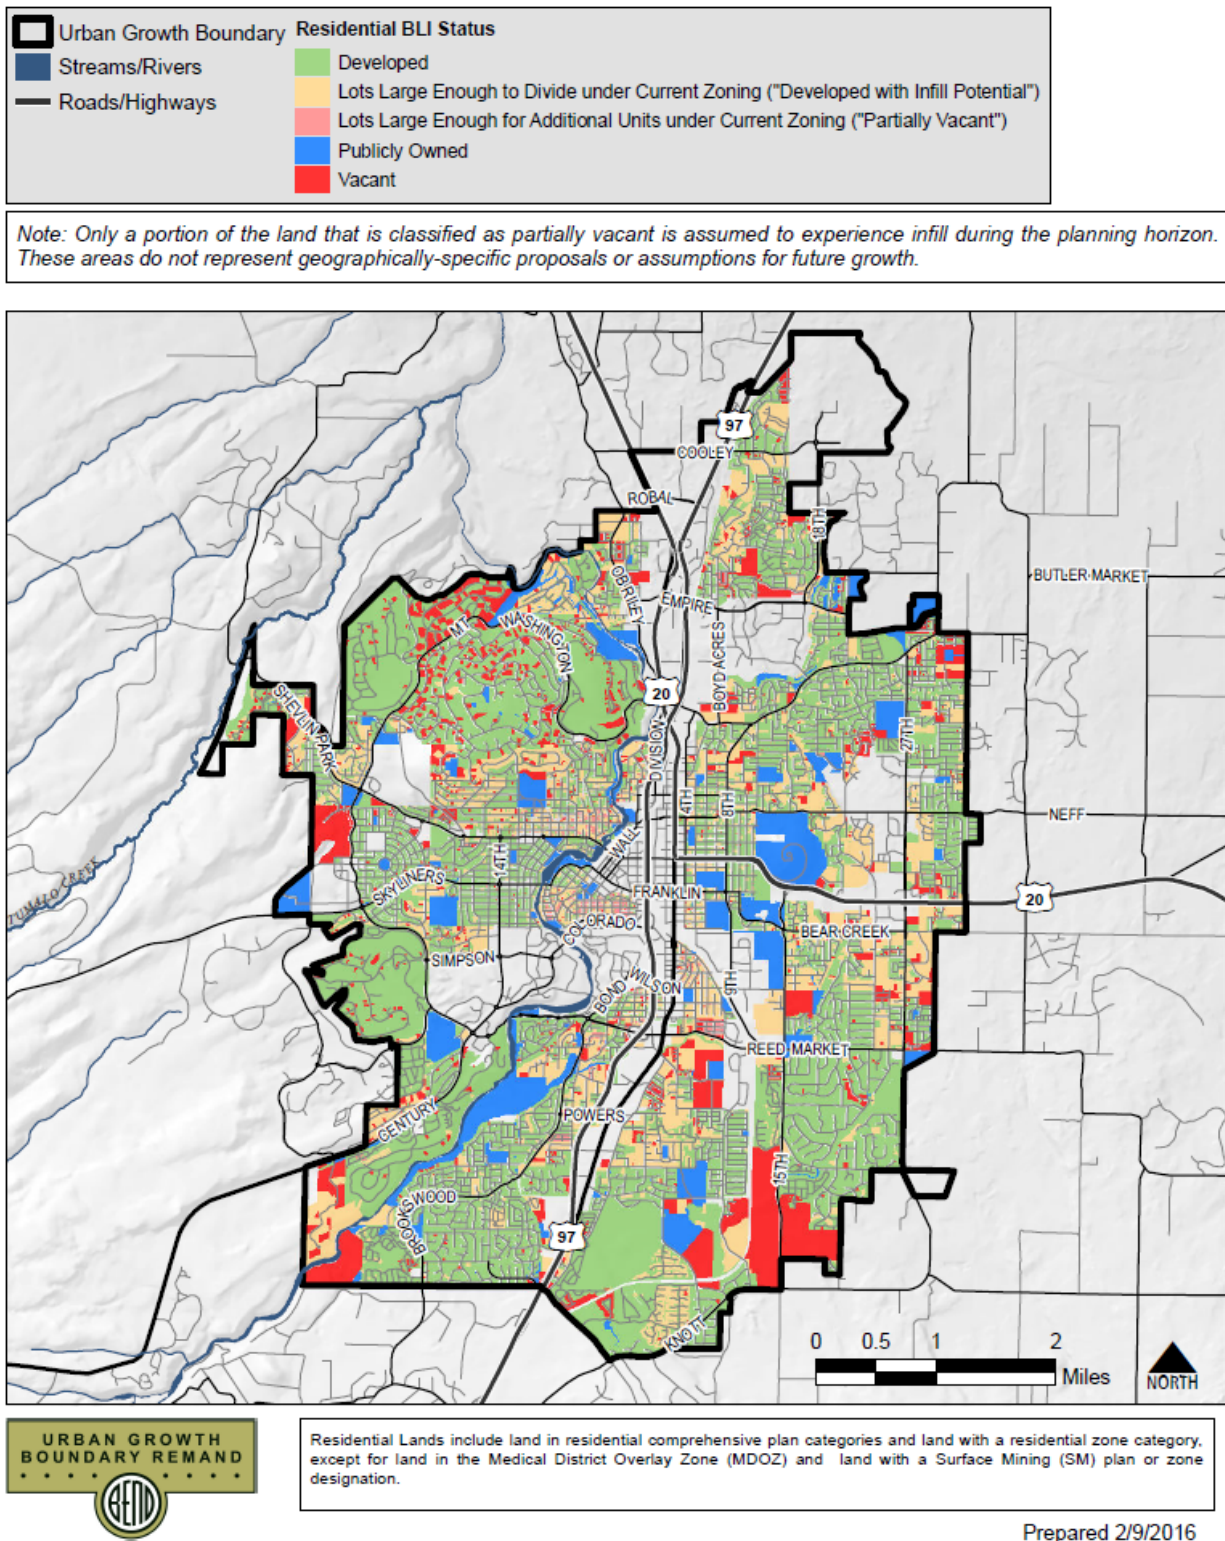 Urban Growth Boundary
Streams/Rivers
Roads/Highways
Residential BLI Status
Developed
Lots Large Enough to Divide under Current Zoning ("Developed with Infill Potential")
Lots Large Enough for Additional Units under Current Zoning ("Partially Vacant")
Publicly Owned
Vacant
Note: Only a portion of the land that is classified as partially vacant is assumed to experience infill during the planning horizon.
These areas do not represent geographically-specific proposals or assumptions for future growth.
97
COOLEY
ROBAL
18TH
BUTLER MARKET
OBRILEY
EMPIRE
MT
WASHINGTON
BOYD ACRES
20
SHEVLIN PARK
DIVISION
27TH
4TH
8TH
NEFF
WALL
14TH
TUMALO CREEK
SKYLINERS
FRANKLIN
20
COLORADO
BEAR CREEK
SIMPSON
BOND
WILSON
9TH
REED MARKET
CENTURY
POWERS
15TH
BROOKSWOOD
97
KNOTT
0 0.5 1 2
Miles
NORTH
URBAN GROWTH
BOUNDARY REMAND
BEND
Residential Lands include land in residential comprehensive plan categories and land with a residential zone category,
except for land in the Medical District Overlay Zone (MDOZ) and land with a Surface Mining (SM) plan or zone
designation.
Prepared 2/9/2016